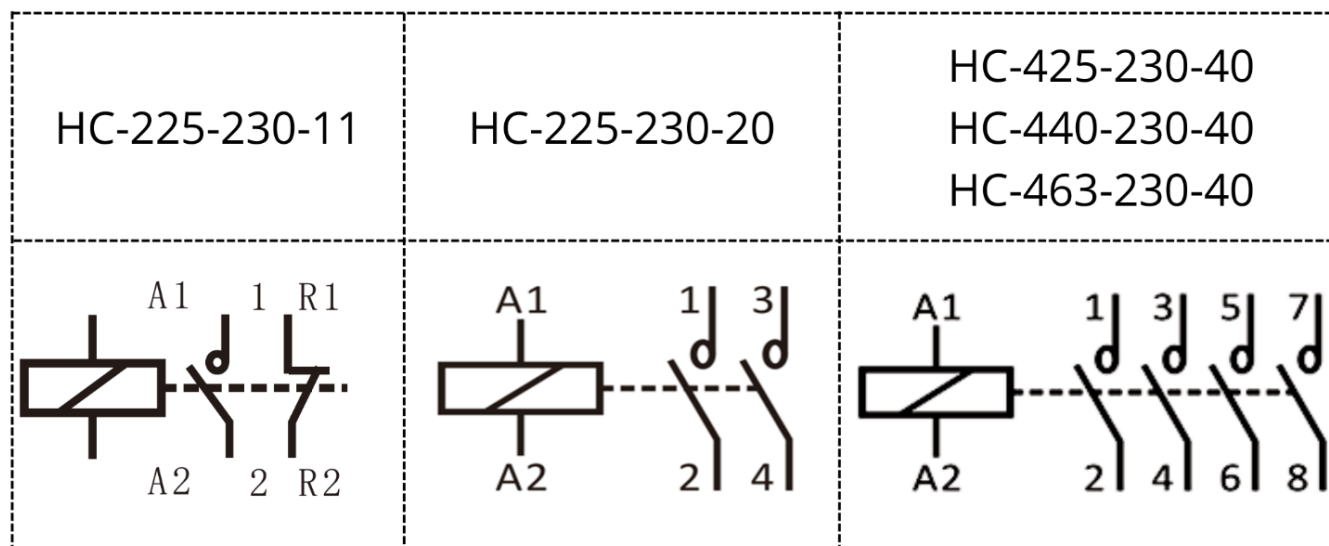 HC-225-230-11
HC-225-230-20
HC-425-230-40
HC-440-230-40
HC-463-230-40
A1 1 R1
A2 2 R2
A1 1 3
A2 2 4
A1 1 3 5 7
A2 2 4 6 8